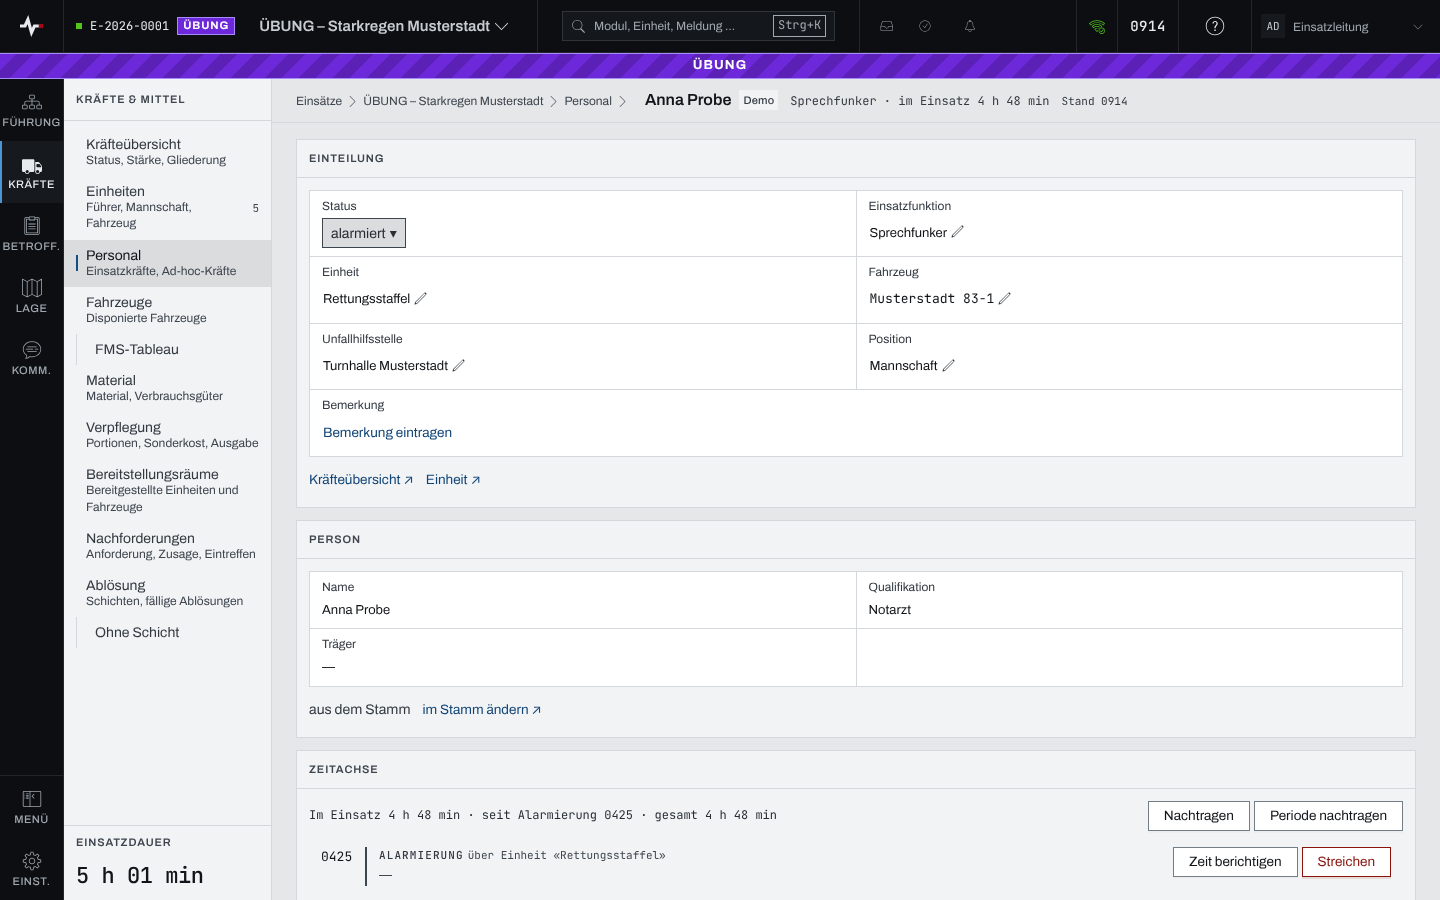 E-2026-0001 ÜBUNG ÜBUNG – Starkregen Musterstadt Modul, Einheit, Meldung ... Strg+K 0914 ? AD Einsatzleitung
ÜBUNG
FÜHRUNG
KRÄFTE
BETROFF.
LAGE
KOMM.
MENÜ
EINST.
KRÄFTE & MITTEL
Kräfteübersicht
Status, Stärke, Gliederung
Einheiten
Führer, Mannschaft,
Fahrzeug
5
Personal
Einsatzkräfte, Ad-hoc-Kräfte
Fahrzeuge
Disponierte Fahrzeuge
FMS-Tableau
Material
Material, Verbrauchsgüter
Verpflegung
Portionen, Sonderkost, Ausgabe
Bereitstellungsräume
Bereitgestellte Einheiten und
Fahrzeuge
Nachforderungen
Anforderung, Zusage, Eintreffen
Ablösung
Schichten, fällige Ablösungen
Ohne Schicht
EINSATZDAUER
5 h 01 min
Einsätze ÜBUNG – Starkregen Musterstadt Personal Anna Probe Demo Sprechfunker · im Einsatz 4 h 48 min Stand 0914
EINTEILUNG
Status
alarmiert ▾
Einsatzfunktion
Sprechfunker
Einheit
Rettungsstaffel
Fahrzeug
Musterstadt 83-1
Unfallhilfsstelle
Turnhalle Musterstadt
Position
Mannschaft
Bemerkung
Bemerkung eintragen
Kräfteübersicht ↗ Einheit ↗
PERSON
Name
Anna Probe
Qualifikation
Notarzt
Träger
—
aus dem Stamm im Stamm ändern ↗
ZEITACHSE
Im Einsatz 4 h 48 min · seit Alarmierung 0425 · gesamt 4 h 48 min Nachtragen Periode nachtragen
0425 ALARMIERUNG über Einheit «Rettungsstaffel» Zeit berichtigen Streichen
—